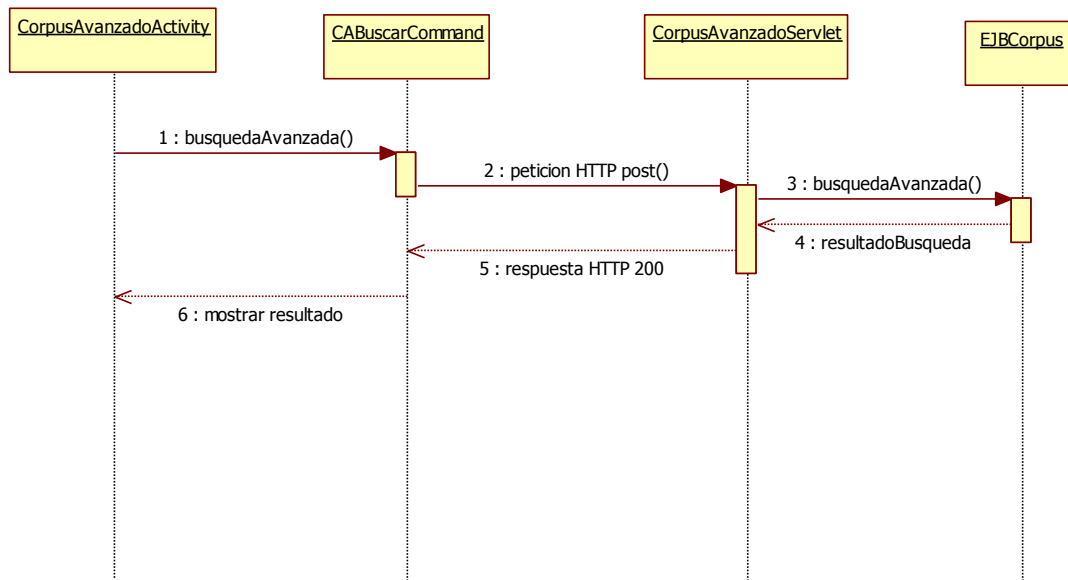 CorpusAvanzadoActivity
CABuscarCommand
CorpusAvanzadoServlet
EJBCorpus
1 : busquedaAvanzada()
2 : peticion HTTP post()
3 : busquedaAvanzada()
4 : resultadoBusqueda
5 : respuesta HTTP 200
6 : mostrar resultado